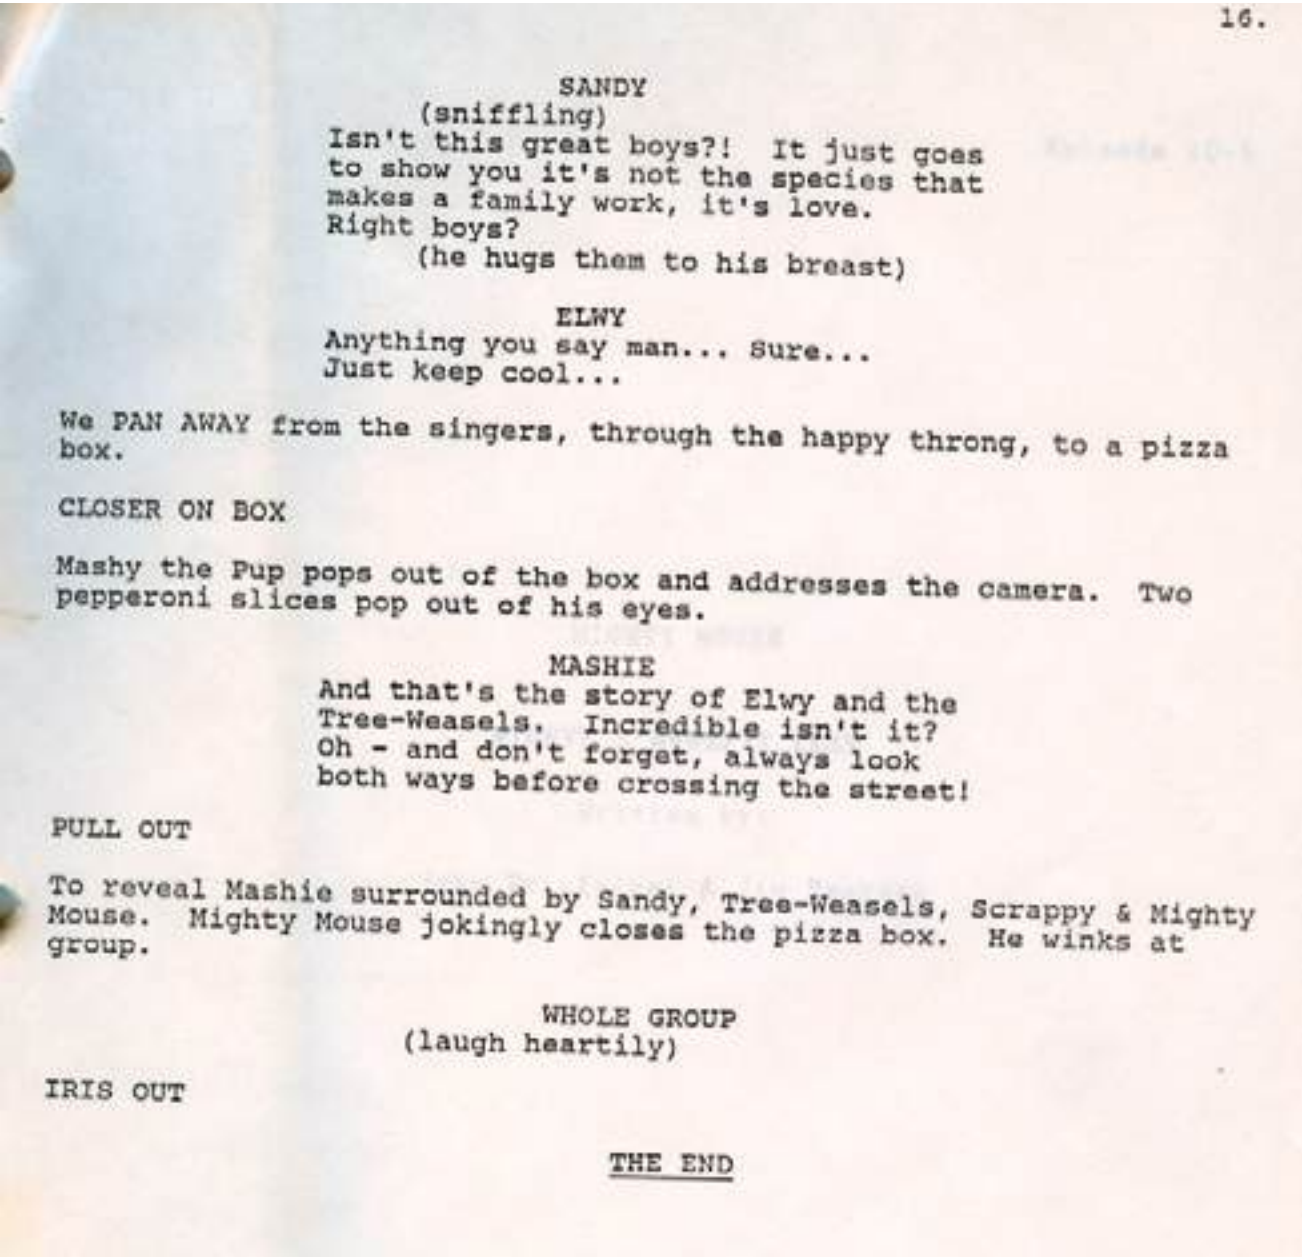 16.
SANDY
(sniffling)
Isn't this great boys?!  It just goes
to show you it's not the species that
makes a family work, it's love.
Right boys?
(he hugs them to his breast)
ELWY
Anything you say man... Sure...
Just keep cool...
We PAN AWAY from the singers, through the happy throng, to a pizza
box.
CLOSER ON BOX
Mashy the Pup pops out of the box and addresses the camera.  Two
pepperoni slices pop out of his eyes.
MASHIE
And that's the story of Elwy and the
Tree-Weasels.  Incredible isn't it?
Oh - and don't forget, always look
both ways before crossing the street!
PULL OUT
To reveal Mashie surrounded by Sandy, Tree-Weasels, Scrappy & Mighty
Mouse.  Mighty Mouse jokingly closes the pizza box.  He winks at
group.
WHOLE GROUP
(laugh heartily)
IRIS OUT
THE END